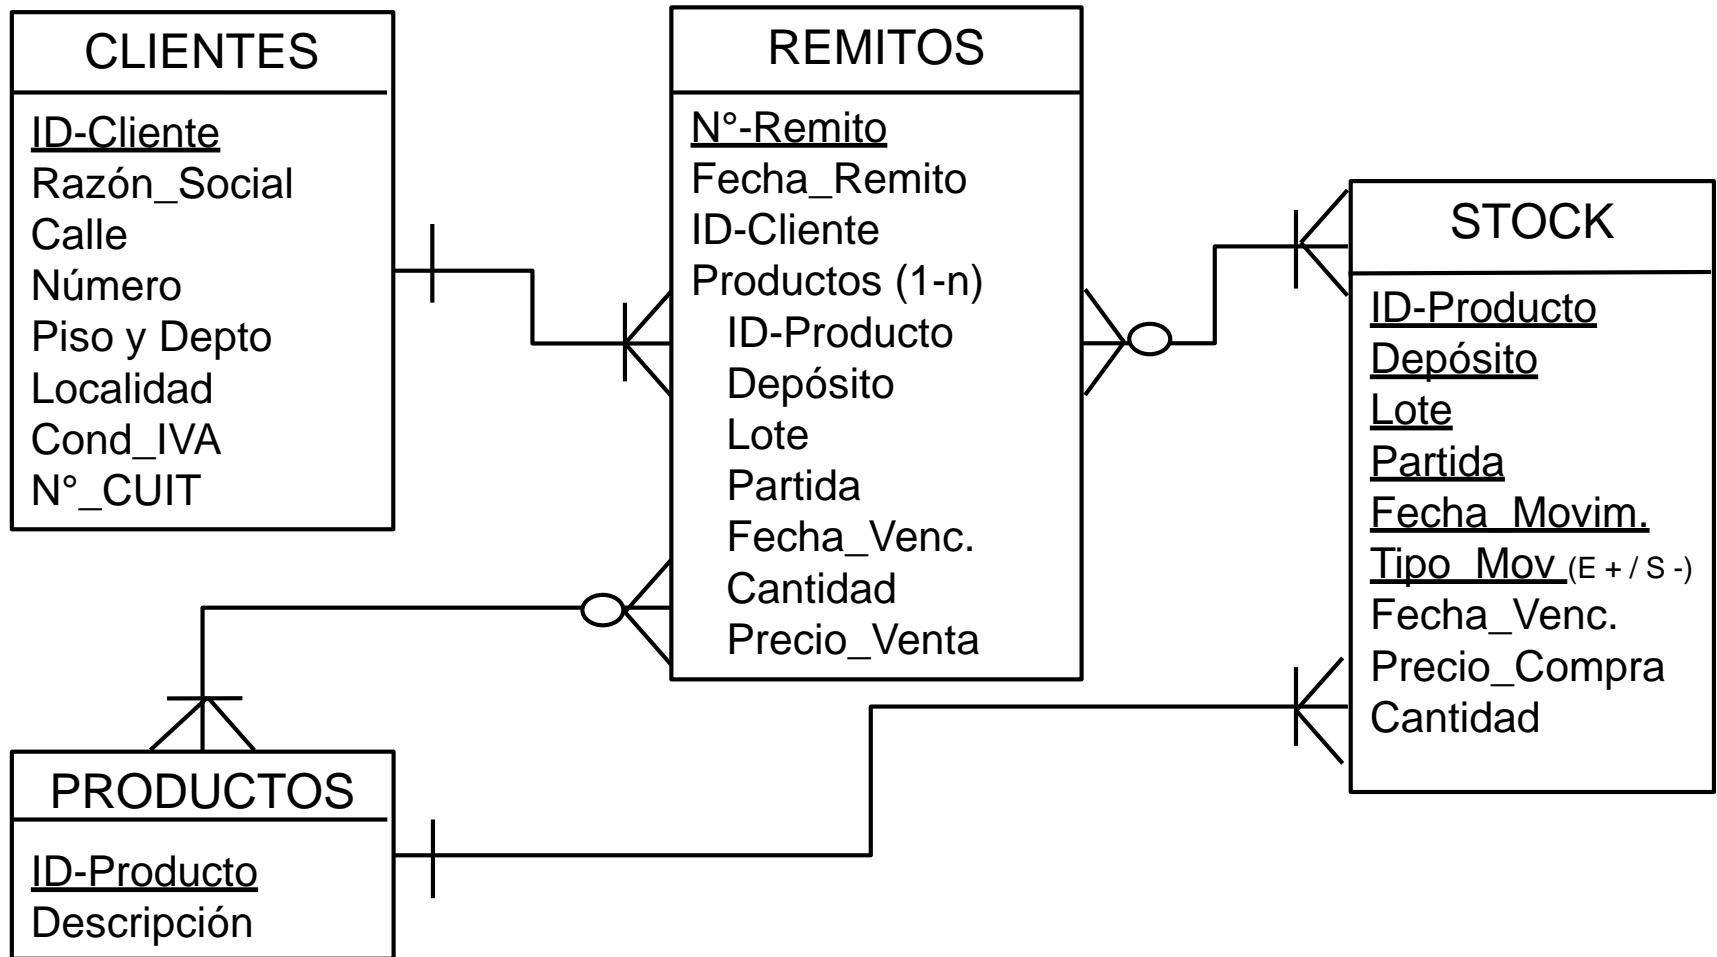 CLIENTES
ID-Cliente
Razón_Social
Calle
Número
Piso y Depto
Localidad
Cond_IVA
N°_CUIT
REMITOS
N°-Remito
Fecha_Remito
ID-Cliente
Productos (1-n)
ID-Producto
Depósito
Lote
Partida
Fecha_Venc.
Cantidad
Precio_Venta
STOCK
ID-Producto
Depósito
Lote
Partida
Fecha_Movim.
Tipo_Mov (E + / S -)
Fecha_Venc.
Precio_Compra
Cantidad
PRODUCTOS
ID-Producto
Descripción